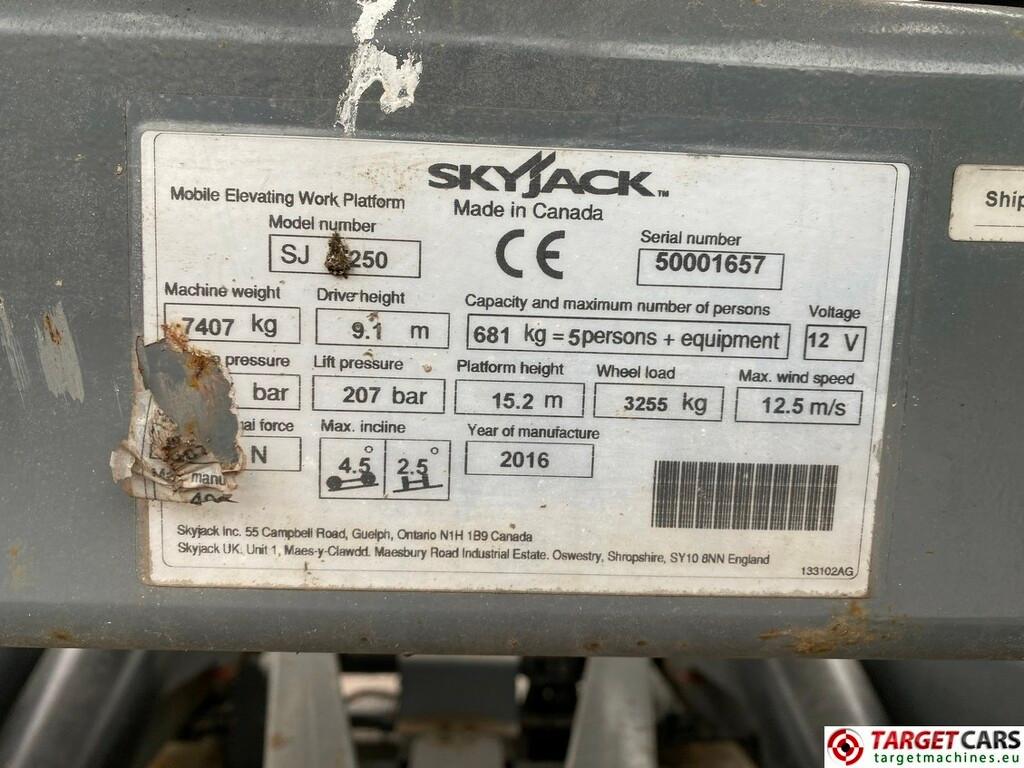 SKYJACK™
Mobile Elevating Work Platform
Made in Canada
Model number
SJ 250
CE
Serial number
50001657
Ship
Machine weight
7407 kg
Drive height
9.1 m
Capacity and maximum number of persons
681 kg = 5persons + equipment
Voltage
12 V
pressure
bar
Lift pressure
207 bar
Platform height
15.2 m
Wheel load
3255 kg
Max. wind speed
12.5 m/s
force
N
Max. incline
4.5° 2.5°
Year of manufacture
2016
manu
Skyjack Inc. 55 Campbell Road, Guelph, Ontario N1H 1B9 Canada
Skyjack UK. Unit 1, Maes-y-Clawdd. Maesbury Road Industrial Estate. Oswestry, Shropshire, SY10 8NN England
133102AG
TARGETCARS
targetmachines.eu